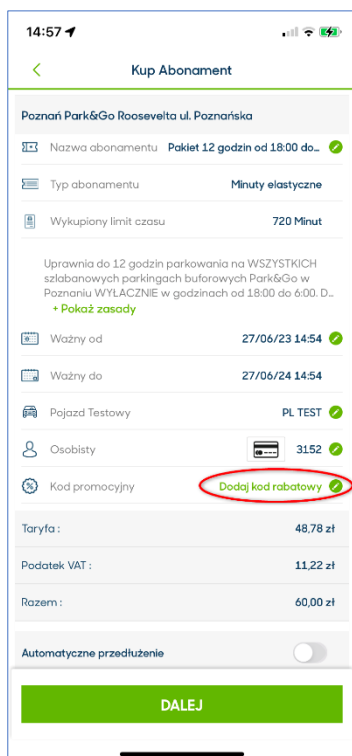 14:57
Kup Abonament
Poznań Park&Go Roosevelta ul. Poznańska
Nazwa abonamentu Pakiet 12 godzin od 18:00 do...
Typ abonamentu Minuty elastyczne
Wykupiony limit czasu 720 Minut
Uprawnia do 12 godzin parkowania na WSZYSTKICH
szlabanowych parkingach buforowych Park&Go w
Poznaniu WYŁACZNIE w godzinach od 18:00 do 6:00. D...
+ Pokaż zasady
Ważny od 27/06/23 14:54
Ważny do 27/06/24 14:54
Pojazd Testowy PL TEST
Osobisty 3152
Kod promocyjny Dodaj kod rabatowy
Taryfa : 48,78 zł
Podatek VAT : 11,22 zł
Razem : 60,00 zł
Automatyczne przedłużenie
DALEJ